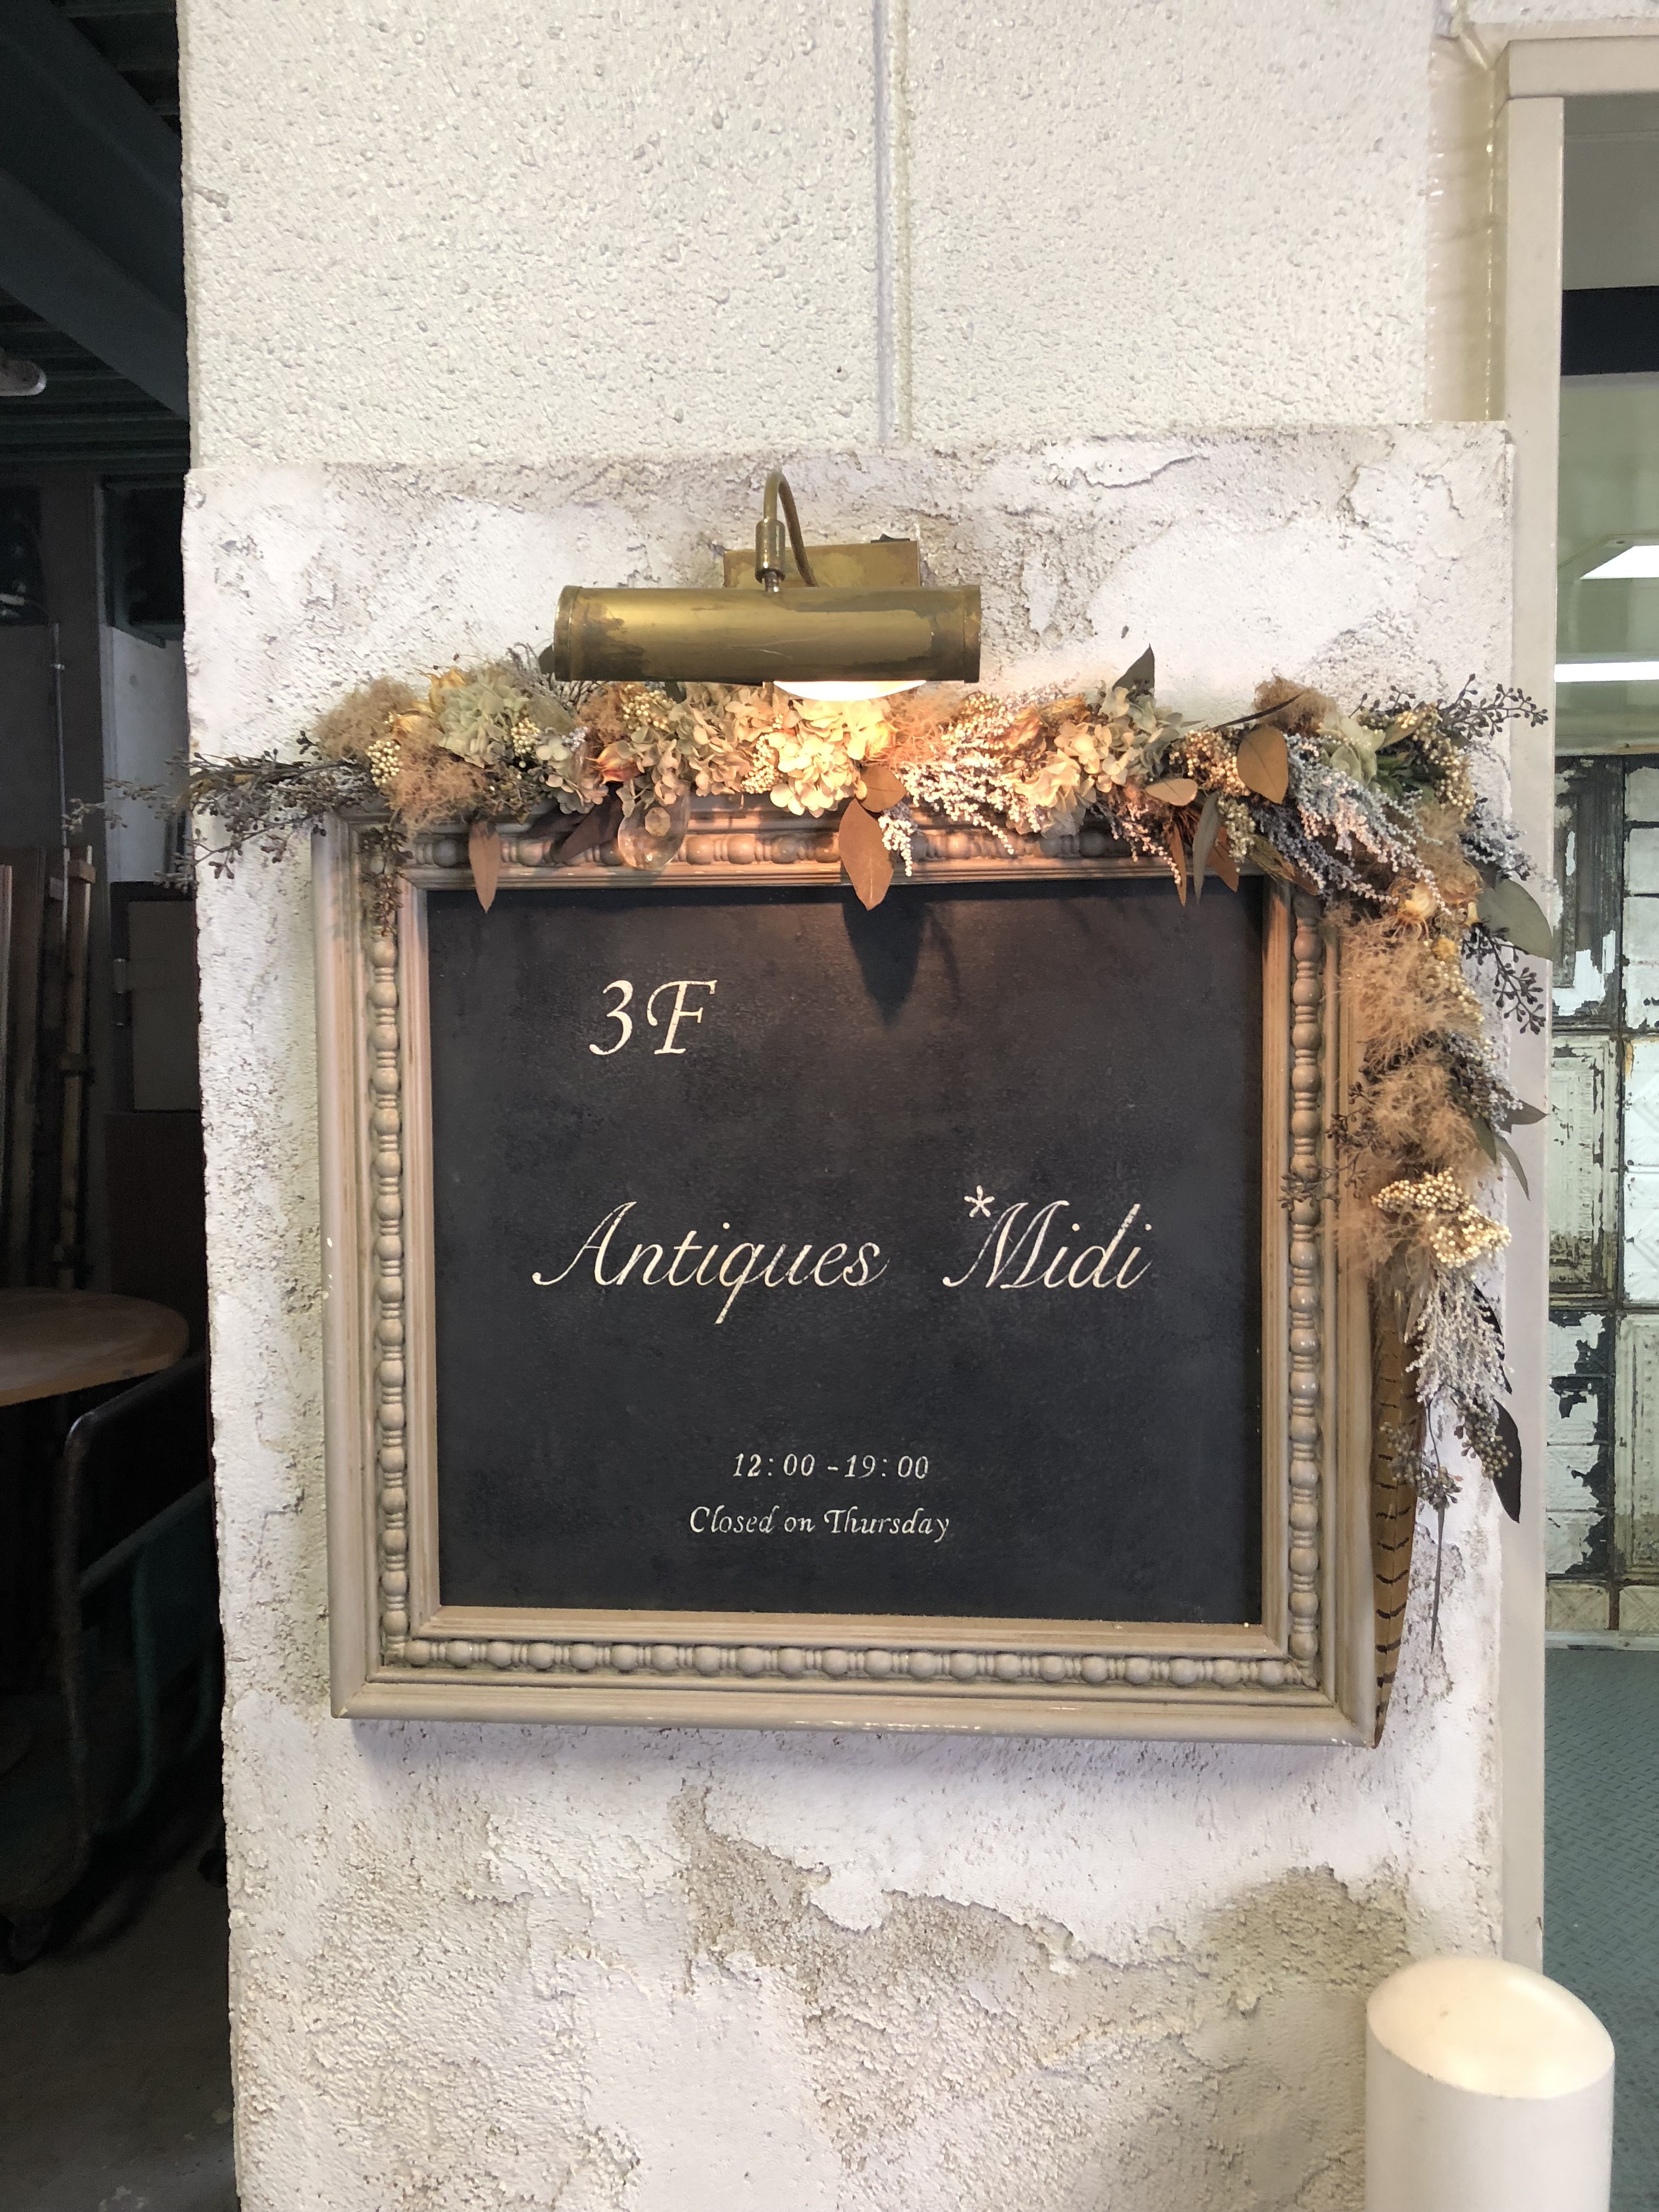 3F
Antiques *Midi
12:00-19:00
Closed on Thursday